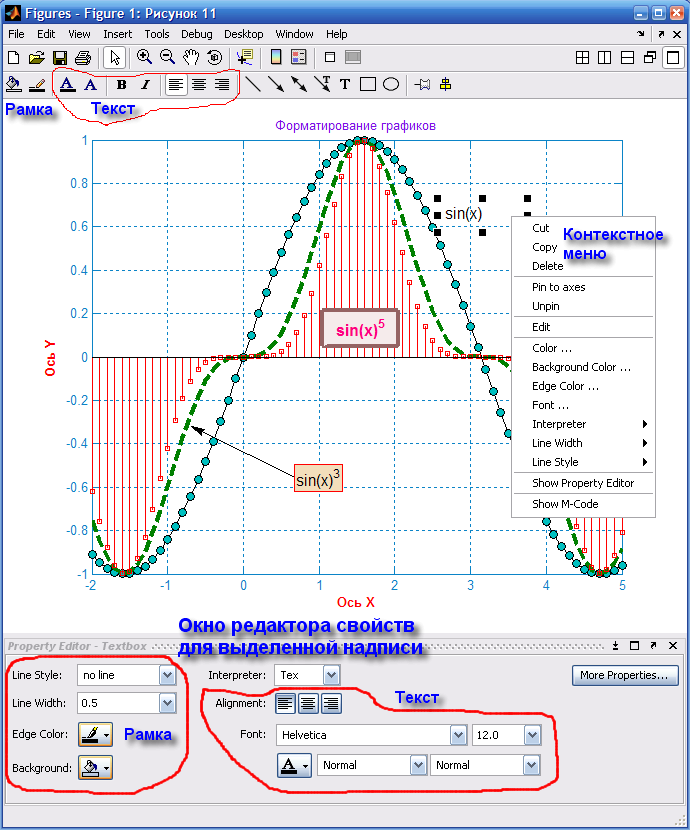 Figures - Figure 1: Рисунок 11
File Edit View Insert Tools Debug Desktop Window Help
A A B I T
Рамка Текст
Форматирование графиков
1
0.8
0.6
0.4
0.2
0
-0.2
-0.4
-0.6
-0.8
-1
Ось Y
sin(x)
sin(x)^5
sin(x)^3
Cut
Copy
Delete
Контекстное
меню
Pin to axes
Unpin
Edit
Color ...
Background Color ...
Edge Color ...
Font ...
Interpreter
Line Width
Line Style
Show Property Editor
Show M-Code
-2 -1 0 1 2 3 4 5
Ось X
Окно редактора свойств
для выделенной надписи
Property Editor - Textbox
Line Style: no line Interpreter: Tex More Properties...
Line Width: 0.5 Alignment: Текст
Edge Color: Рамка Font: Helvetica 12.0
Background: A Normal Normal